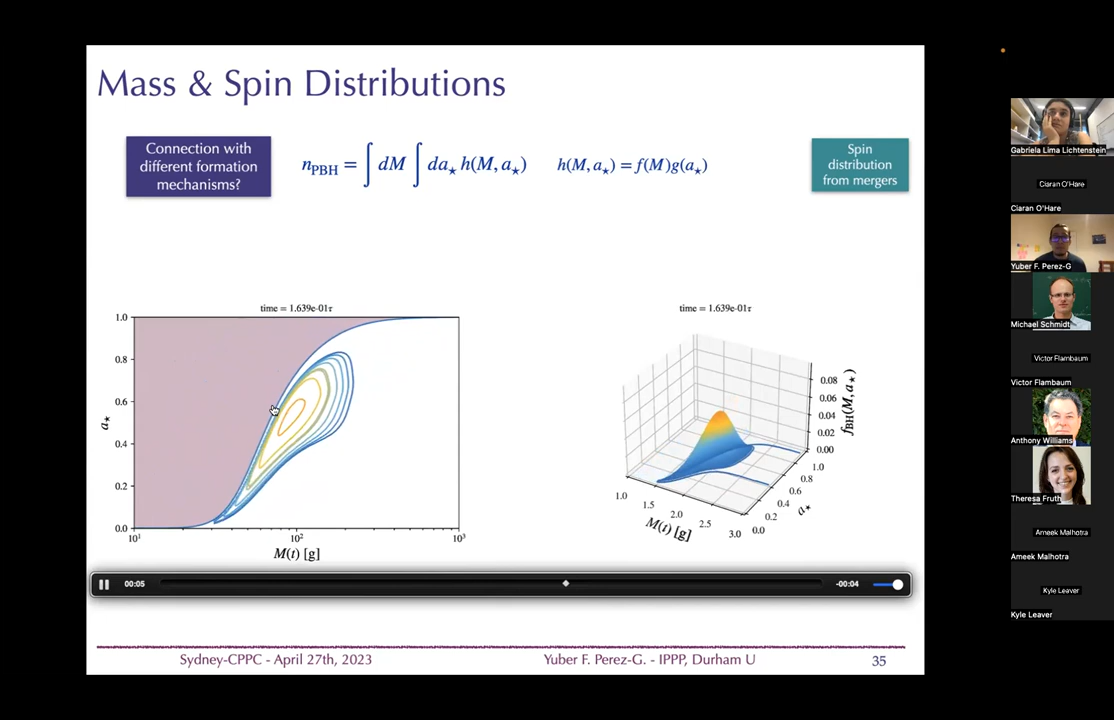 Mass & Spin Distributions
Connection with
different formation
mechanisms?
n_PBH = ∫ dM ∫ da⋆ h(M, a⋆)
h(M, a⋆) = f(M)g(a⋆)
Spin
distribution
from mergers
time = 1.639e-01τ
1.0
0.8
0.6
0.4
0.2
0.0
a⋆
10¹
10²
10³
M(t) [g]
time = 1.639e-01τ
0.08
0.06
0.04
0.02
0.00
f_BH(M, a⋆)
1.0
1.5
2.0
2.5
3.0
M(t) [g]
0.0
0.2
0.4
0.6
0.8
1.0
a⋆
00:05
-00:04
Sydney-CPPC - April 27th, 2023
Yuber F. Perez-G. - IPPP, Durham U
35
Gabriela Lima Lichtenstein
Ciaran O'Hare
Ciaran O'Hare
Yuber F. Perez-G
Michael Schmidt
Victor Flambaum
Victor Flambaum
Anthony Williams
Theresa Fruth
Ameek Malhotra
Ameek Malhotra
Kyle Leaver
Kyle Leaver